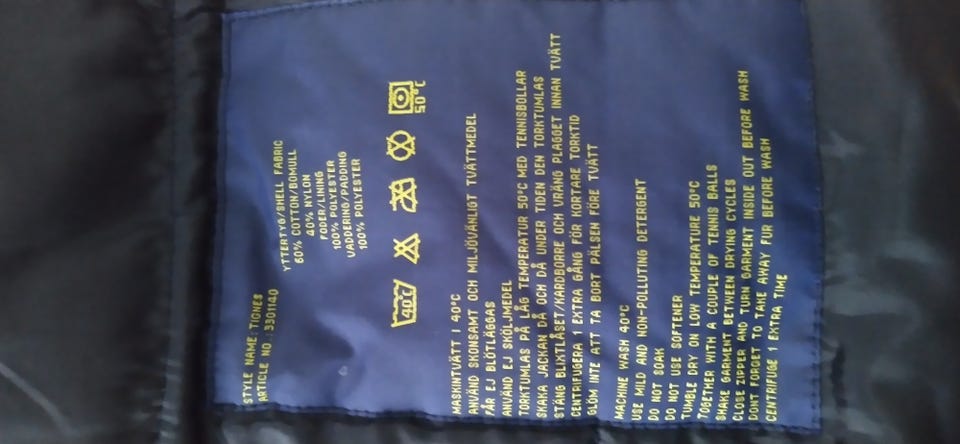 STYLE NAME: TIGNES
ARTICLE NO.: 3301140
YTTERTYG/SHELL FABRIC
60% COTTON/BOMULL
40% NYLON
FODER/LINING
100% POLYESTER
VADDERING/PADDING
100% POLYESTER
40°C
50°C
MASKINTVÄTT I 40°C
ANVÄND SKONSAMT OCH MILJÖVÄNLIGT TVÄTTMEDEL
FÅR EJ BLÖTLÄGGAS
ANVÄND EJ SKÖLJMEDEL
TORKTUMLAS PÅ LÅG TEMPERATUR 50°C MED TENNISBOLLAR
SKAKA JACKAN DÅ OCH DÅ UNDER TIDEN DEN TORKTUMLAS
STÄNG BLIXTLÅSET/KARDBORRE OCH VRÄNG PLAGGET INNAN TVÄTT
CENTRIFUGERA 1 EXTRA GÅNG FÖR KORTARE TORKTID
GLÖM INTE ATT TA BORT PÄLSEN FÖRE TVÄTT
MACHINE WASH 40°C
USE MILD AND NON-POLLUTING DETERGENT
DO NOT SOAK
DO NOT USE SOFTENER
TUMBLE DRY ON LOW TEMPERATURE 50°C
TOGETHER WITH A COUPLE OF TENNIS BALLS
SHAKE GARMENT BETWEEN DRYING CYCLES
CLOSE ZIPPER AND TURN GARMENT INSIDE OUT BEFORE WASH
DONT FORGET TO TAKE AWAY FUR BEFORE WASH
CENTRIFUGE 1 EXTRA TIME